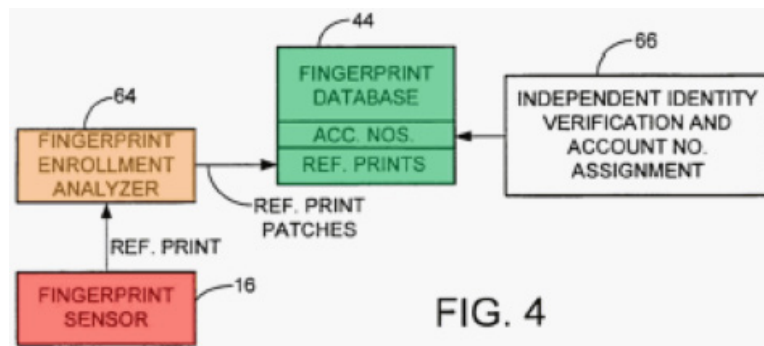 44
66
64
FINGERPRINT
DATABASE
ACC. NOS.
REF. PRINTS
INDEPENDENT IDENTITY
VERIFICATION AND
ACCOUNT NO.
ASSIGNMENT
FINGERPRINT
ENROLLMENT
ANALYZER
REF. PRINT
PATCHES
REF. PRINT
FINGERPRINT
SENSOR
16
FIG. 4